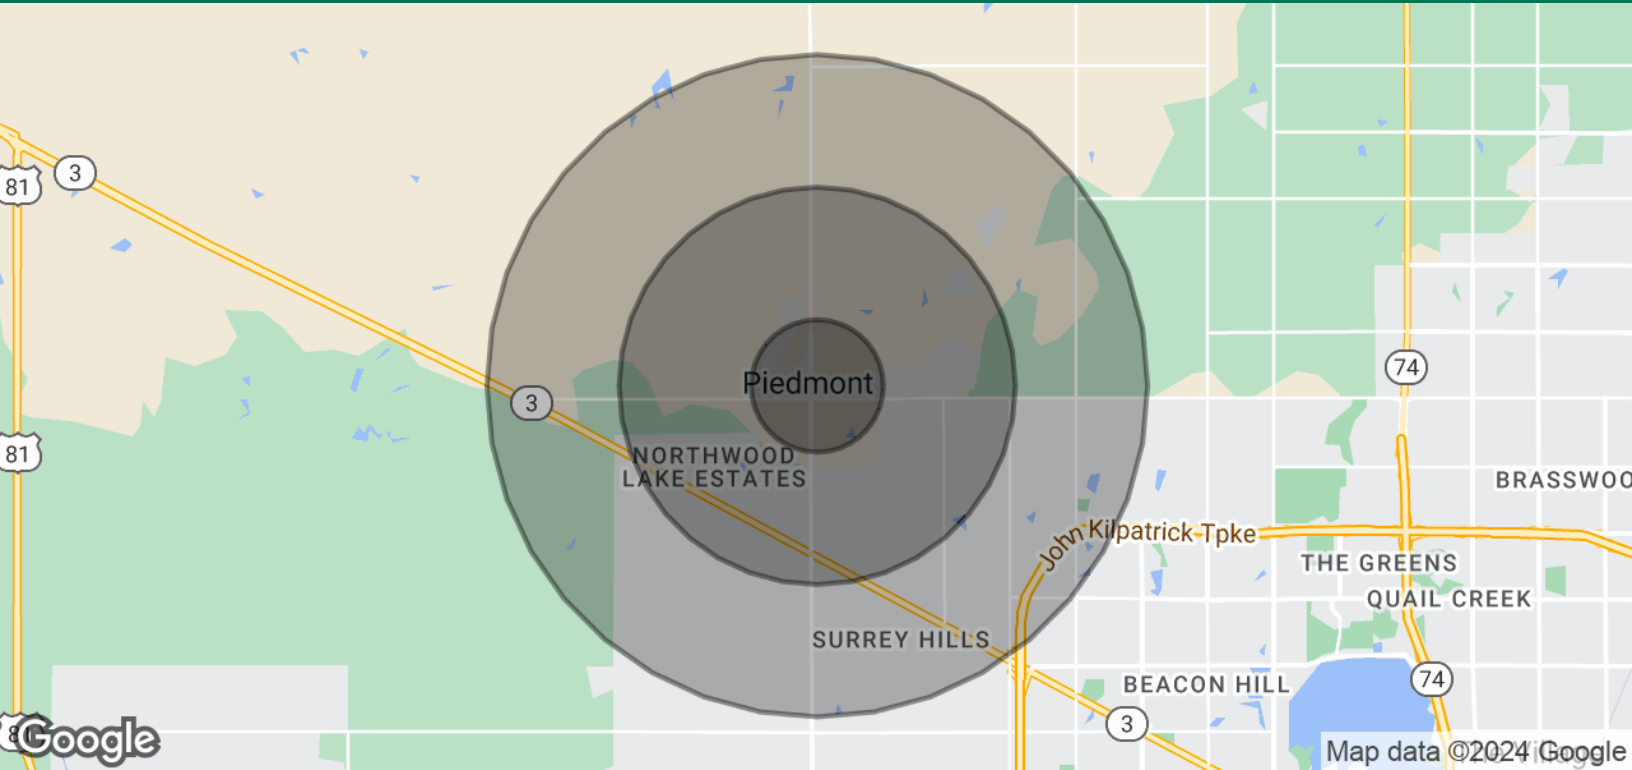 3
81
74
Piedmont
3
81
NORTHWOOD
LAKE ESTATES
BRASSWOO
John Kilpatrick Tpke
THE GREENS
QUAIL CREEK
SURREY HILLS
BEACON HILL
74
3
81
Google
Map data ©2024 Google